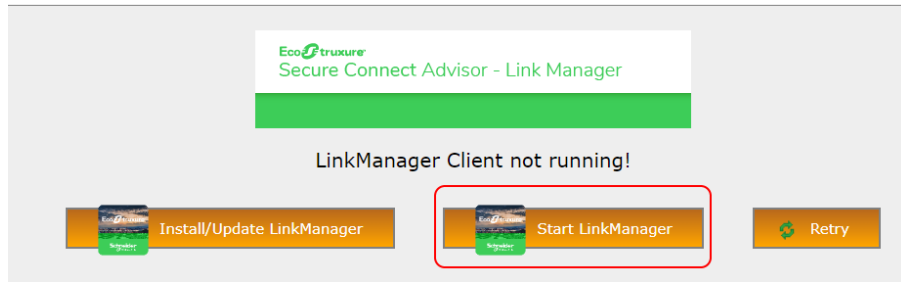 EcoStruxure
Secure Connect Advisor - Link Manager
LinkManager Client not running!
Install/Update LinkManager
Start LinkManager
Retry